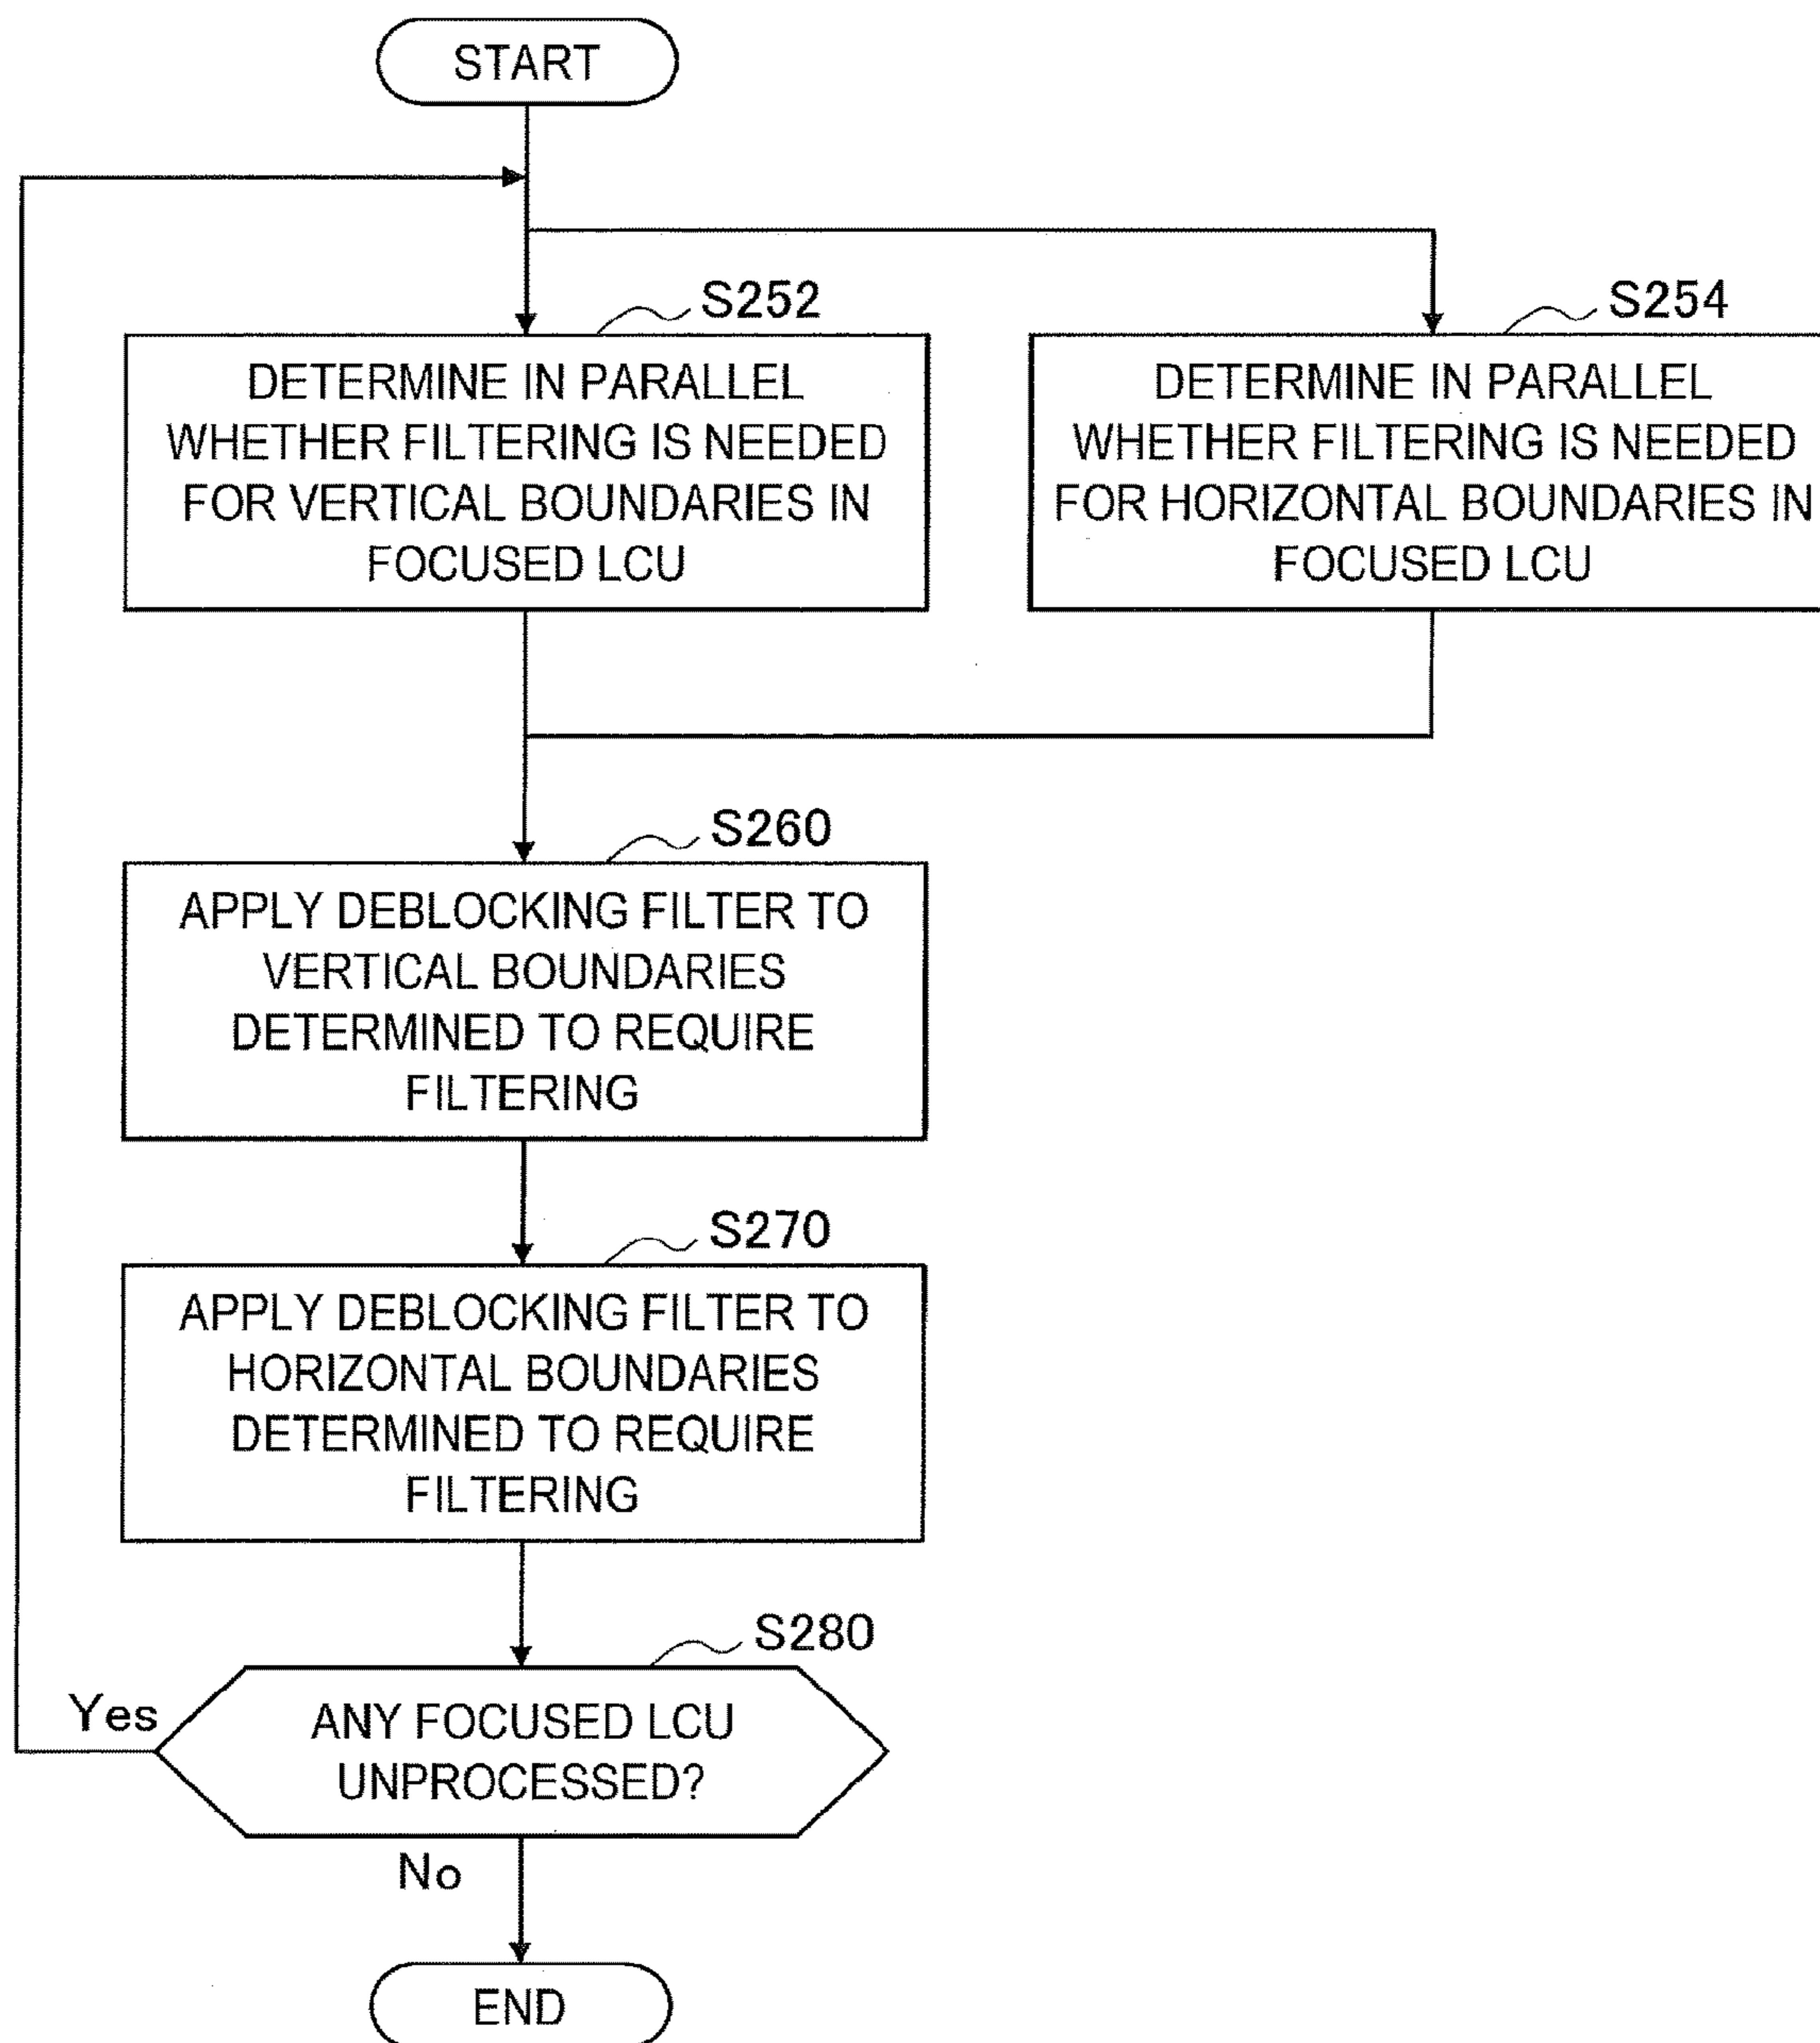 START
S252
DETERMINE IN PARALLEL
WHETHER FILTERING IS NEEDED
FOR VERTICAL BOUNDARIES IN
FOCUSED LCU
S254
DETERMINE IN PARALLEL
WHETHER FILTERING IS NEEDED
FOR HORIZONTAL BOUNDARIES IN
FOCUSED LCU
S260
APPLY DEBLOCKING FILTER TO
VERTICAL BOUNDARIES
DETERMINED TO REQUIRE
FILTERING
S270
APPLY DEBLOCKING FILTER TO
HORIZONTAL BOUNDARIES
DETERMINED TO REQUIRE
FILTERING
S280
ANY FOCUSED LCU
UNPROCESSED?
Yes
No
END